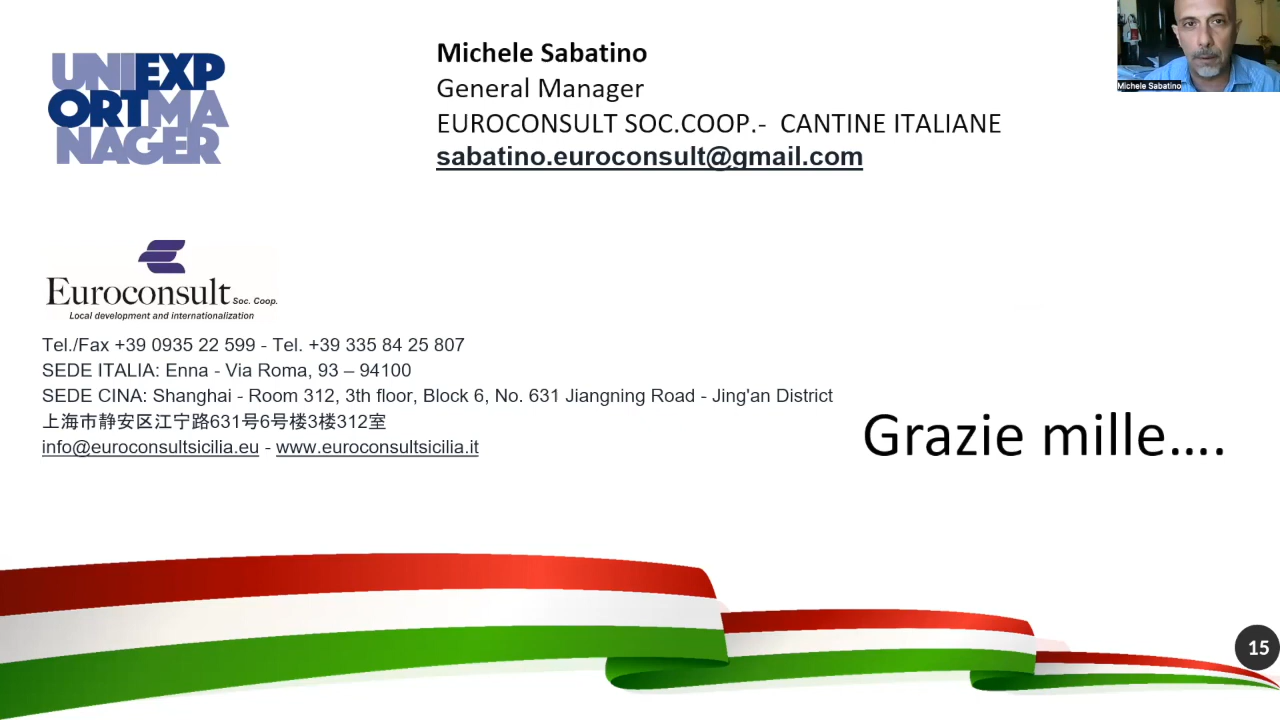 UNIEXP
ORTMA
NAGER
Michele Sabatino
General Manager
EUROCONSULT SOC.COOP.- CANTINE ITALIANE
sabatino.euroconsult@gmail.com
Michele Sabatino
Euroconsult Soc. Coop.
Local development and internationalization
Tel./Fax +39 0935 22 599 - Tel. +39 335 84 25 807
SEDE ITALIA: Enna - Via Roma, 93 – 94100
SEDE CINA: Shanghai - Room 312, 3th floor, Block 6, No. 631 Jiangning Road - Jing'an District
上海市静安区江宁路631号6号楼3楼312室
info@euroconsultsicilia.eu - www.euroconsultsicilia.it
Grazie mille….
15